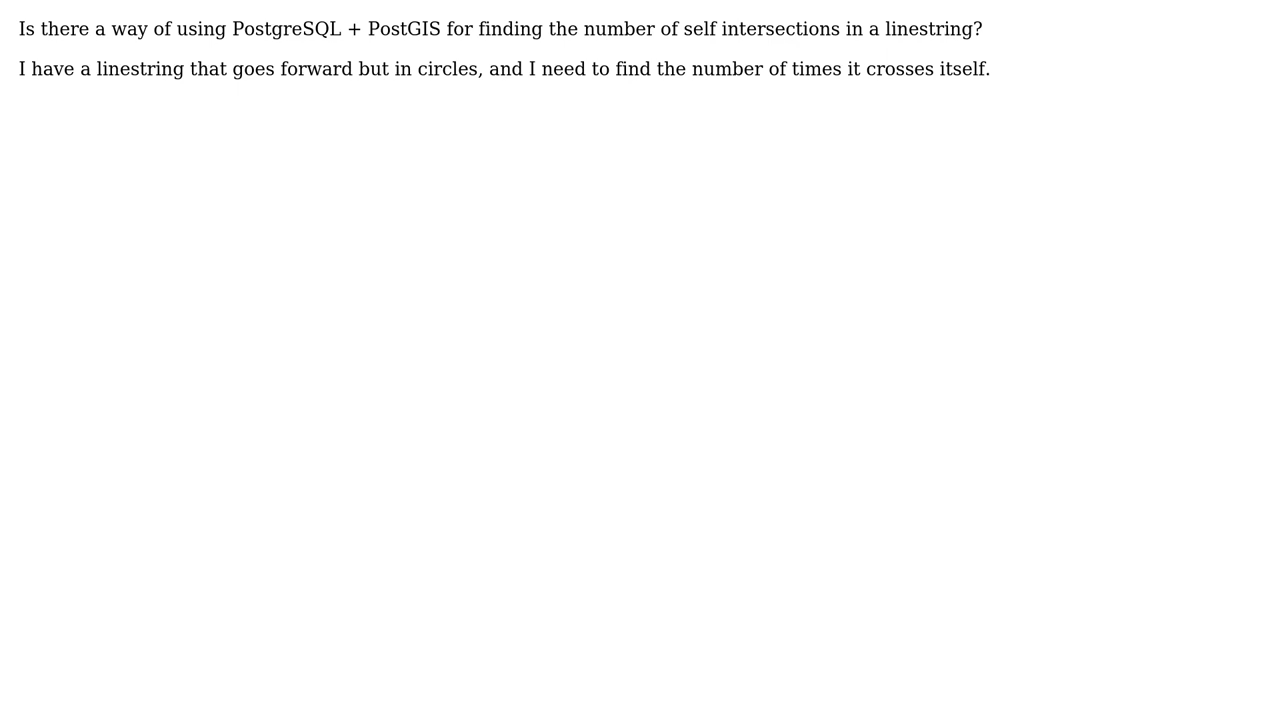 Is there a way of using PostgreSQL + PostGIS for finding the number of self intersections in a linestring?
I have a linestring that goes forward but in circles, and I need to find the number of times it crosses itself.